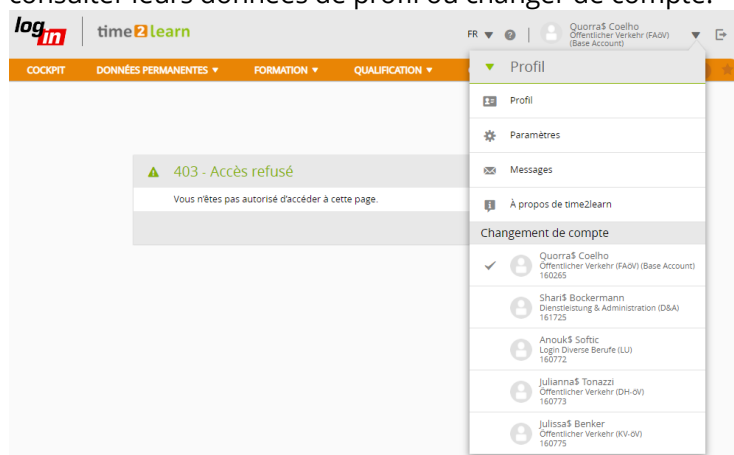 consulter leurs données de profil ou changer de compte.
login time2learn FR Quorra$ Coelho
Öffentlicher Verkehr (FAöV)
(Base Account)
COCKPIT DONNÉES PERMANENTES FORMATION QUALIFICATION
Profil
Profil
Paramètres
Messages
À propos de time2learn
403 - Accès refusé
Vous n'êtes pas autorisé d'accéder à cette page.
Changement de compte
Quorra$ Coelho
Öffentlicher Verkehr (FAöV) (Base Account)
160265
Shari$ Bockermann
Dienstleistung & Administration (D&A)
161725
Anouk$ Softic
Login Diverse Berufe (LU)
160772
Julianna$ Tonazzi
Öffentlicher Verkehr (DH-öV)
160773
Julissa$ Benker
Öffentlicher Verkehr (KV-öV)
160775